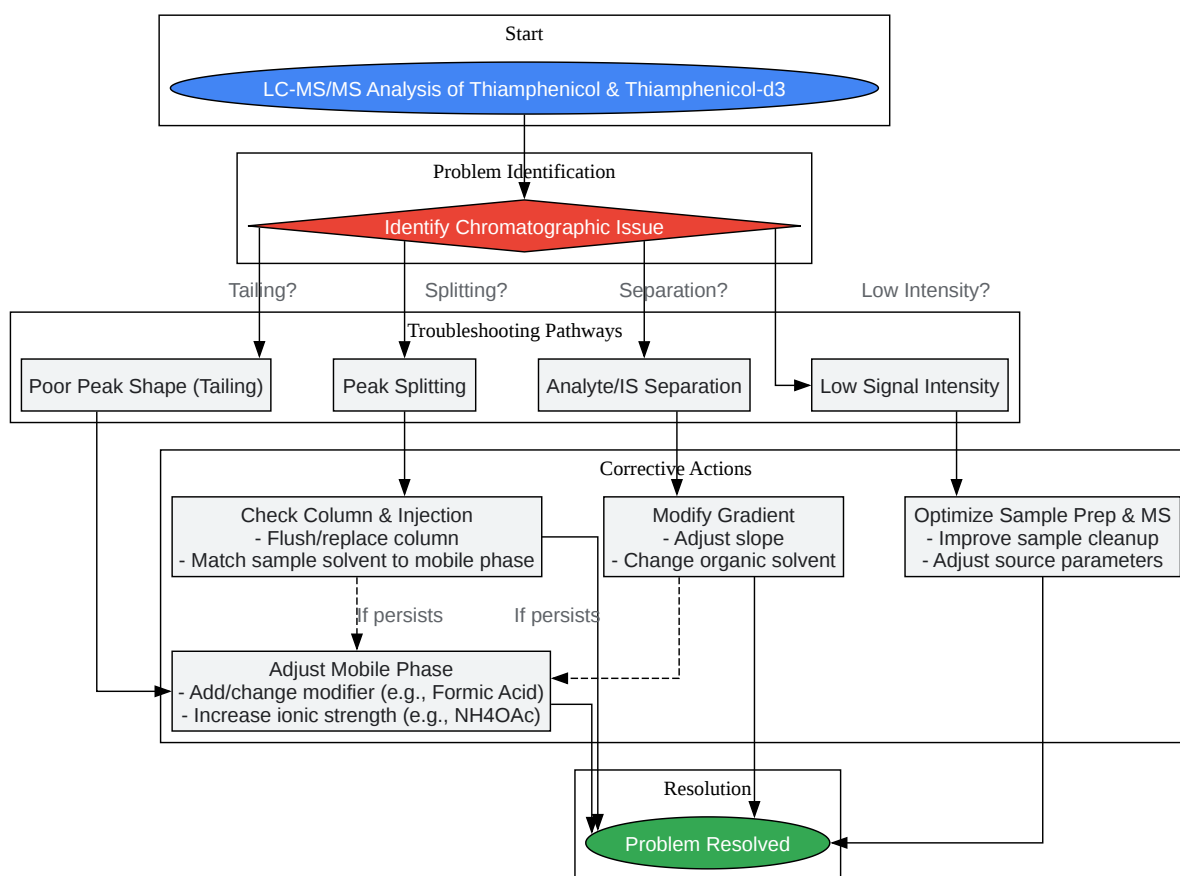 Start
LC-MS/MS Analysis of Thiamphenicol & Thiamphenicol-d3
Problem Identification
Identify Chromatographic Issue
Tailing?
Splitting?
Separation?
Low Intensity?
Troubleshooting Pathways
Poor Peak Shape (Tailing)
Peak Splitting
Analyte/IS Separation
Low Signal Intensity
Corrective Actions
Check Column & Injection
- Flush/replace column
- Match sample solvent to mobile phase
Modify Gradient
- Adjust slope
- Change organic solvent
Optimize Sample Prep & MS
- Improve sample cleanup
- Adjust source parameters
If persists
If persists
Adjust Mobile Phase
- Add/change modifier (e.g., Formic Acid)
- Increase ionic strength (e.g., NH4OAc)
Resolution
Problem Resolved